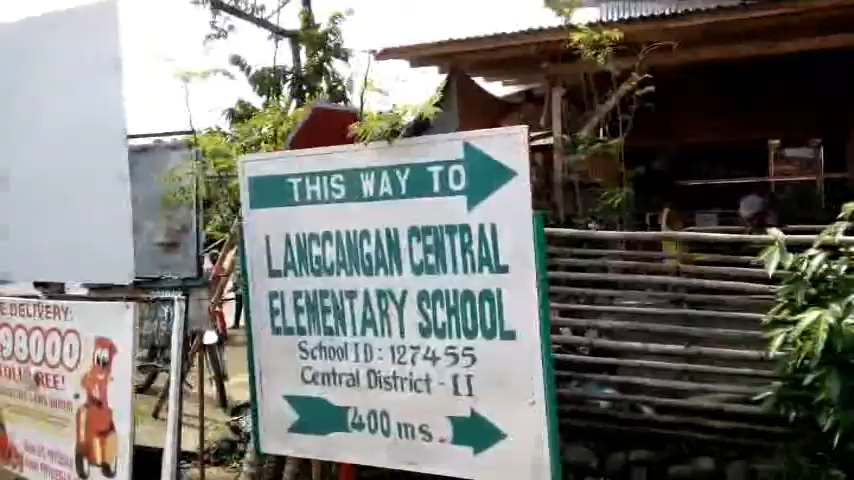 THIS WAY TO
LANGCANGAN CENTRAL
ELEMENTARY SCHOOL
School ID: 127455
Central District - II
400 ms.
E DELIVERY!
98000